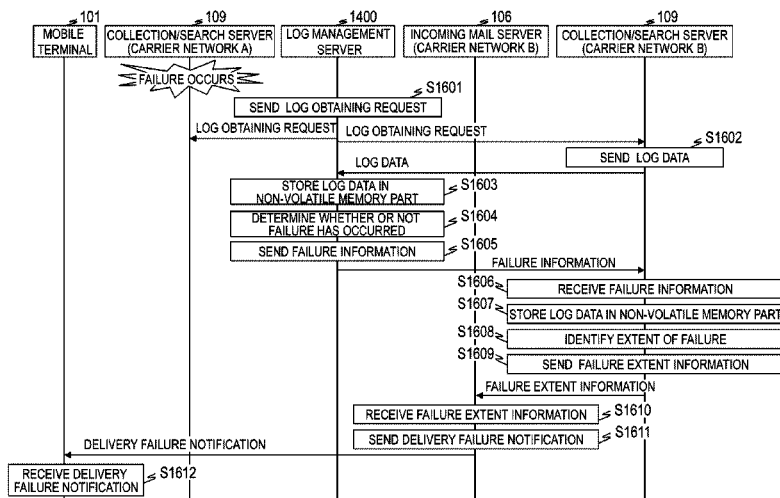 101
109
1400
106
109
MOBILE
TERMINAL
COLLECTION/SEARCH SERVER
(CARRIER NETWORK A)
LOG MANAGEMENT
SERVER
INCOMING MAIL SERVER
(CARRIER NETWORK B)
COLLECTION/SEARCH SERVER
(CARRIER NETWORK B)
FAILURE OCCURS
S1601
SEND LOG OBTAINING REQUEST
LOG OBTAINING REQUEST
LOG OBTAINING REQUEST
S1602
SEND LOG DATA
LOG DATA
STORE LOG DATA IN
NON-VOLATILE MEMORY PART
S1603
DETERMINE WHETHER OR NOT
FAILURE HAS OCCURRED
S1604
SEND FAILURE INFORMATION
S1605
FAILURE INFORMATION
S1606
RECEIVE FAILURE INFORMATION
S1607
STORE LOG DATA IN NON-VOLATILE MEMORY PART
S1608
IDENTIFY EXTENT OF FAILURE
S1609
SEND FAILURE EXTENT INFORMATION
FAILURE EXTENT INFORMATION
RECEIVE FAILURE EXTENT INFORMATION
S1610
SEND DELIVERY FAILURE NOTIFICATION
S1611
DELIVERY FAILURE NOTIFICATION
RECEIVE DELIVERY
FAILURE NOTIFICATION
S1612